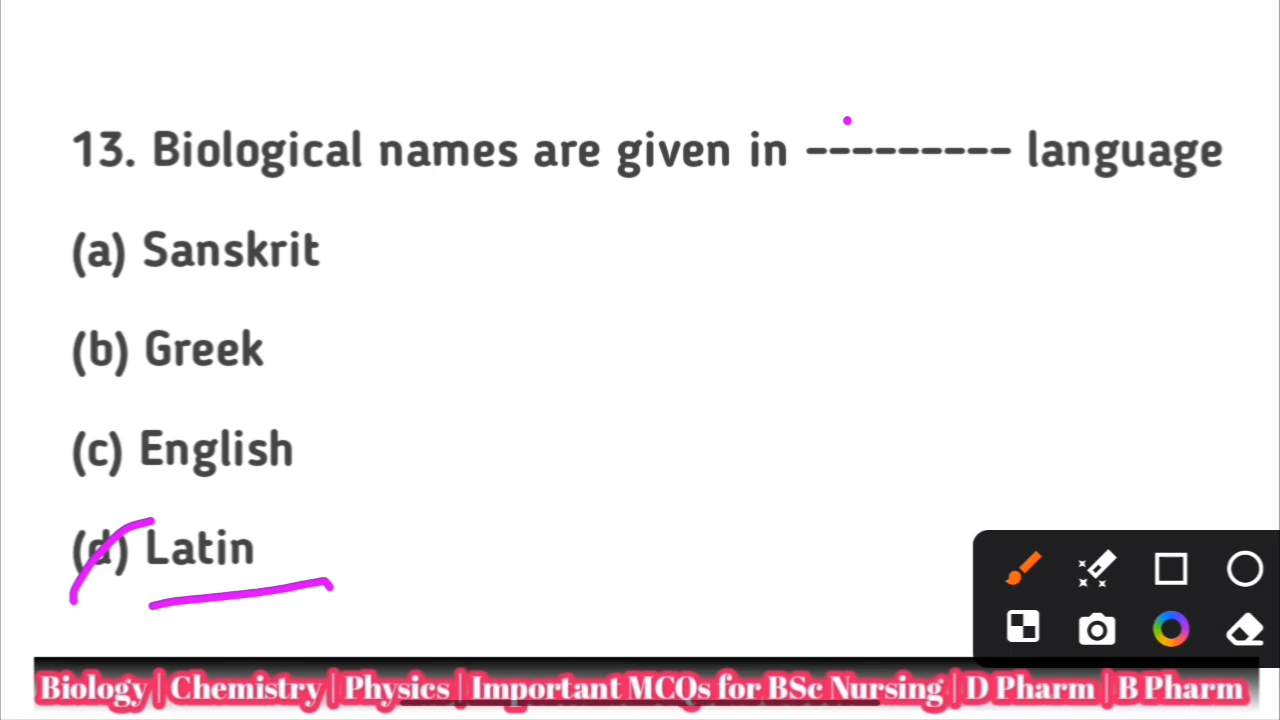 13. Biological names are given in --------- language
(a) Sanskrit
(b) Greek
(c) English
(d) Latin
Biology | Chemistry | Physics | Important MCQs for BSc Nursing | D Pharm | B Pharm